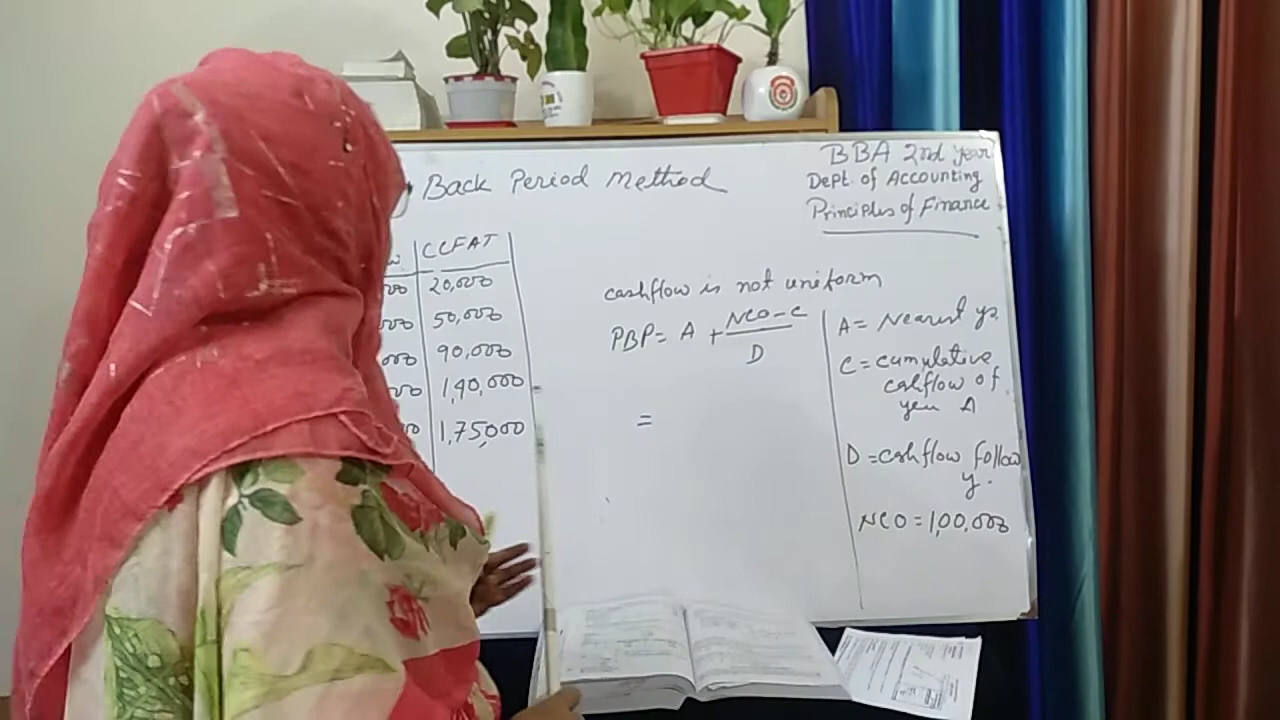 Back Period Method
BBA 2nd Year
Dept. of Accounting
Principles of Finance
CCFAT
20,000
50,000
90,000
1,40,000
1,75,000
cashflow is not uniform
PBP = A + NCO - C
D
=
A = Nearest yr.
C = cumulative
cashflow of
year A
D = cashflow follow
y.
NCO = 1,00,000